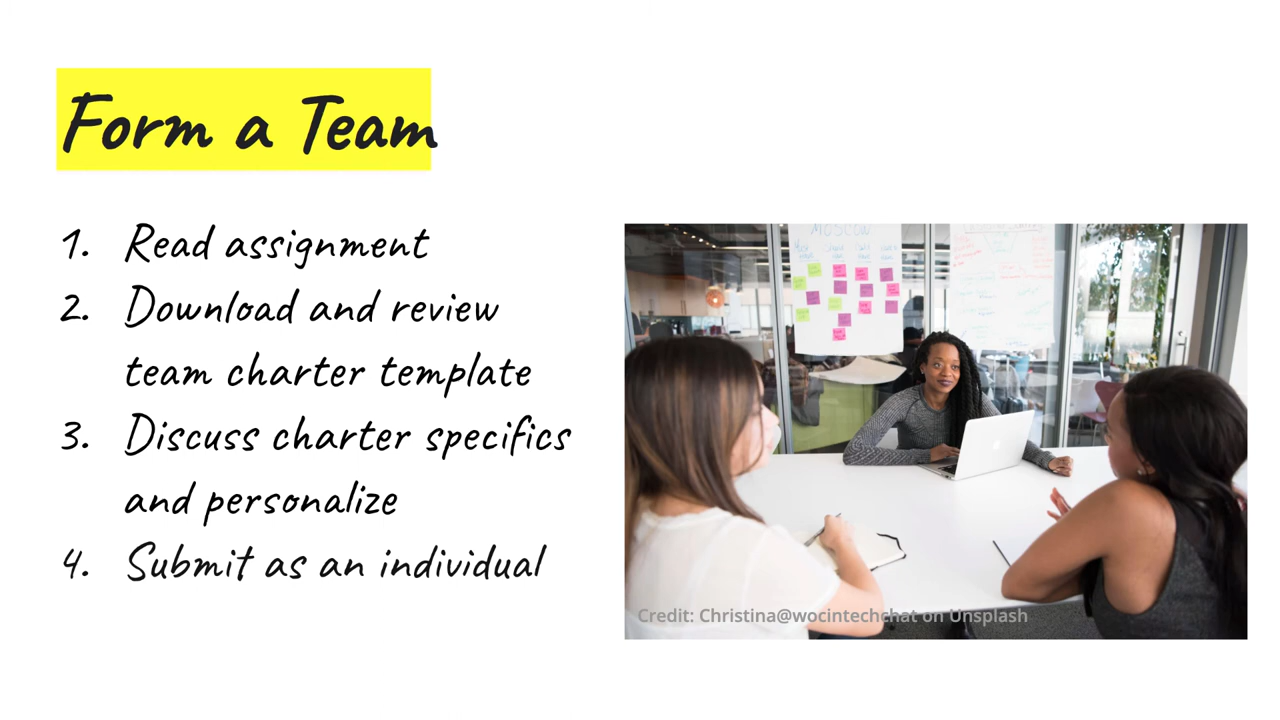 Form a Team
1. Read assignment
2. Download and review
team charter template
3. Discuss charter specifics
and personalize
4. Submit as an individual
MoSCoW
Credit: Christina@wocintechchat on Unsplash